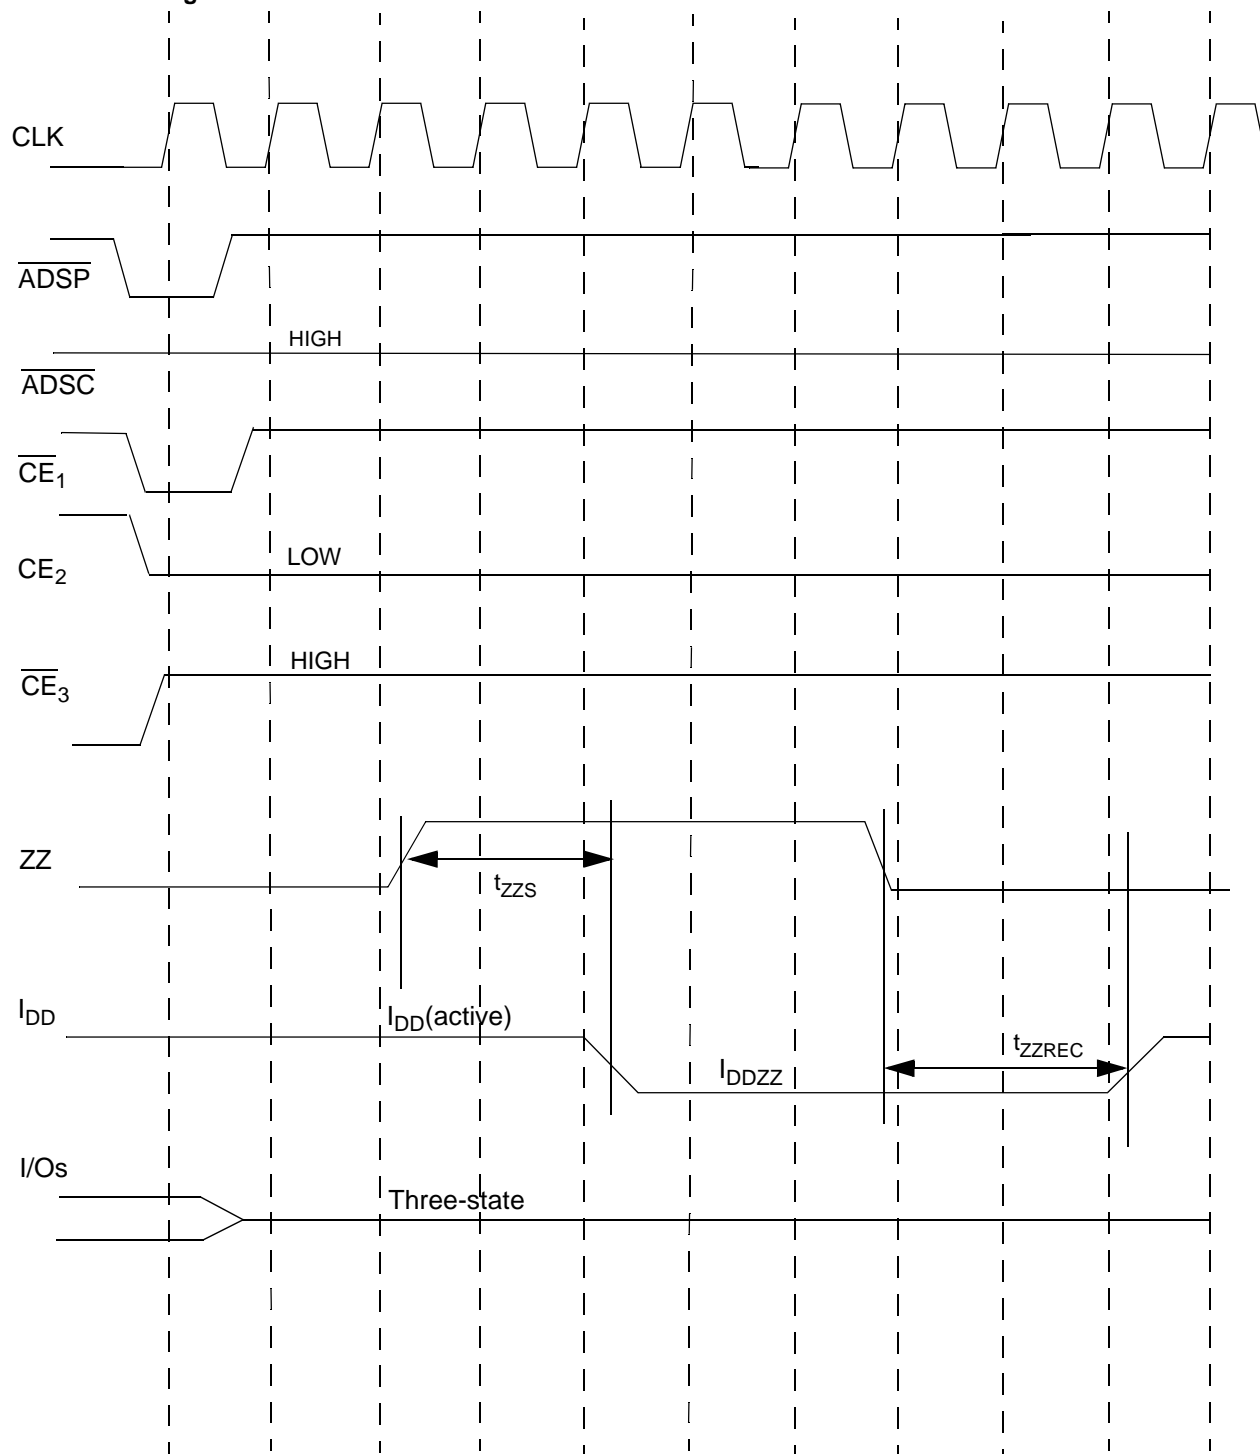 CLK
ADSP
HIGH
ADSC
CE1
LOW
CE2
HIGH
CE3
ZZ
tZZS
IDD
IDD(active)
tZZREC
IDDZZ
I/Os
Three-state